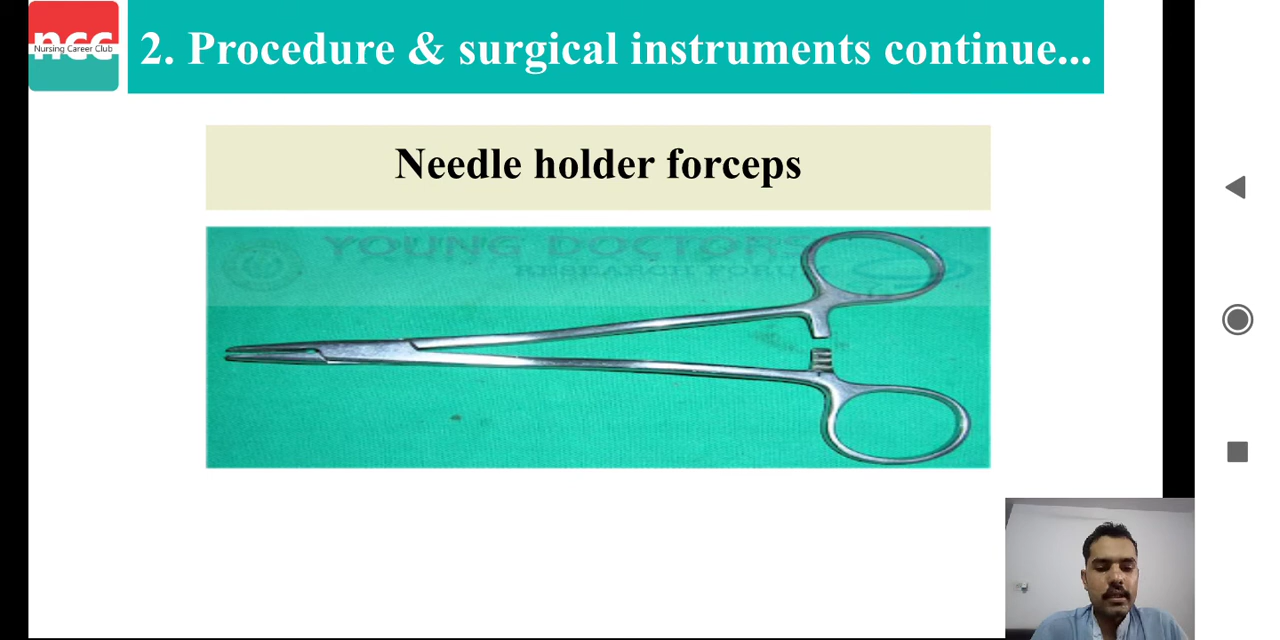 ncc
Nursing Career Club
2. Procedure & surgical instruments continue...
Needle holder forceps
YOUNG DOCTORS
RESEARCH FORUM